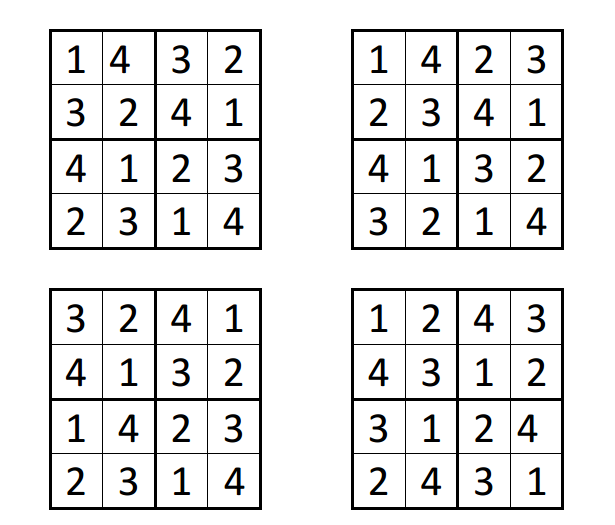 1 4 3 2
3 2 4 1
4 1 2 3
2 3 1 4
1 4 2 3
2 3 4 1
4 1 3 2
3 2 1 4
3 2 4 1
4 1 3 2
1 4 2 3
2 3 1 4
1 2 4 3
4 3 1 2
3 1 2 4
2 4 3 1